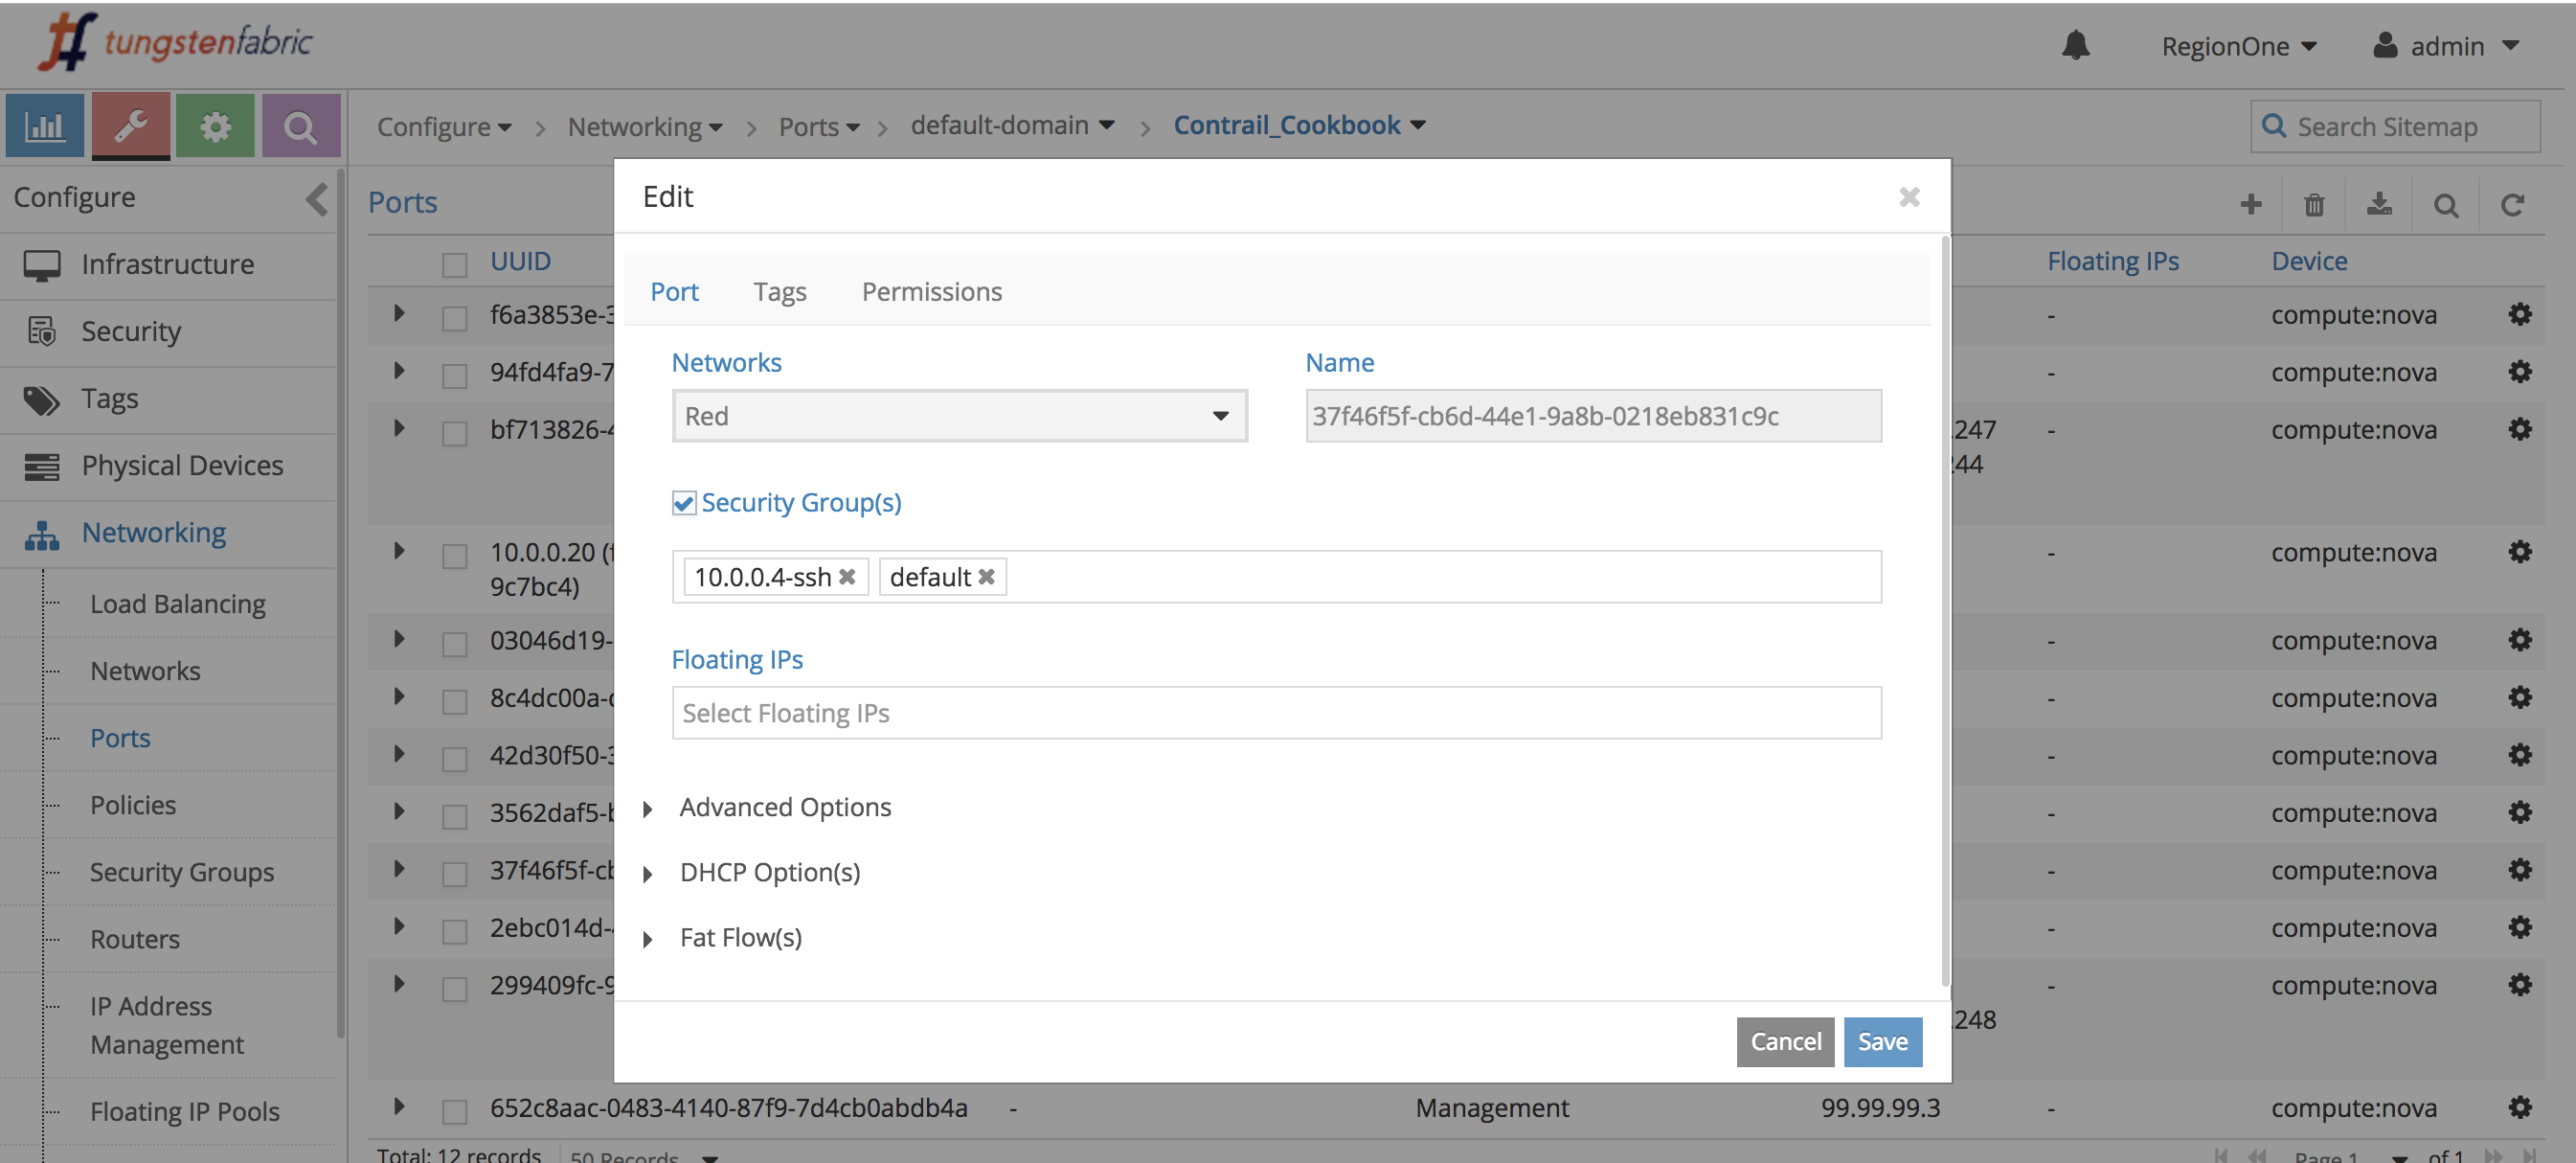 tungstenfabric
RegionOne
admin
Configure > Networking > Ports > default-domain > Contrail_Cookbook
Search Sitemap
Configure
Infrastructure
Security
Tags
Physical Devices
Networking
Load Balancing
Networks
Ports
Policies
Security Groups
Routers
IP Address
Management
Floating IP Pools
Ports
UUID
Floating IPs
Device
f6a3853e-3
- compute:nova
94fd4fa9-7
- compute:nova
bf713826-4
.247 - compute:nova
244
10.0.0.20 (f
- compute:nova
9c7bc4)
03046d19-
- compute:nova
8c4dc00a-c
- compute:nova
42d30f50-3
- compute:nova
3562daf5-b
- compute:nova
37f46f5f-cb
- compute:nova
2ebc014d-4
- compute:nova
299409fc-9
- compute:nova
.248
652c8aac-0483-4140-87f9-7d4cb0abdb4a - Management 99.99.99.3 - compute:nova
Total: 12 records 50 Records
Page 1 of 1
Edit
Port Tags Permissions
Networks
Name
Red
37f46f5f-cb6d-44e1-9a8b-0218eb831c9c
Security Group(s)
10.0.0.4-ssh default
Floating IPs
Select Floating IPs
Advanced Options
DHCP Option(s)
Fat Flow(s)
Cancel Save